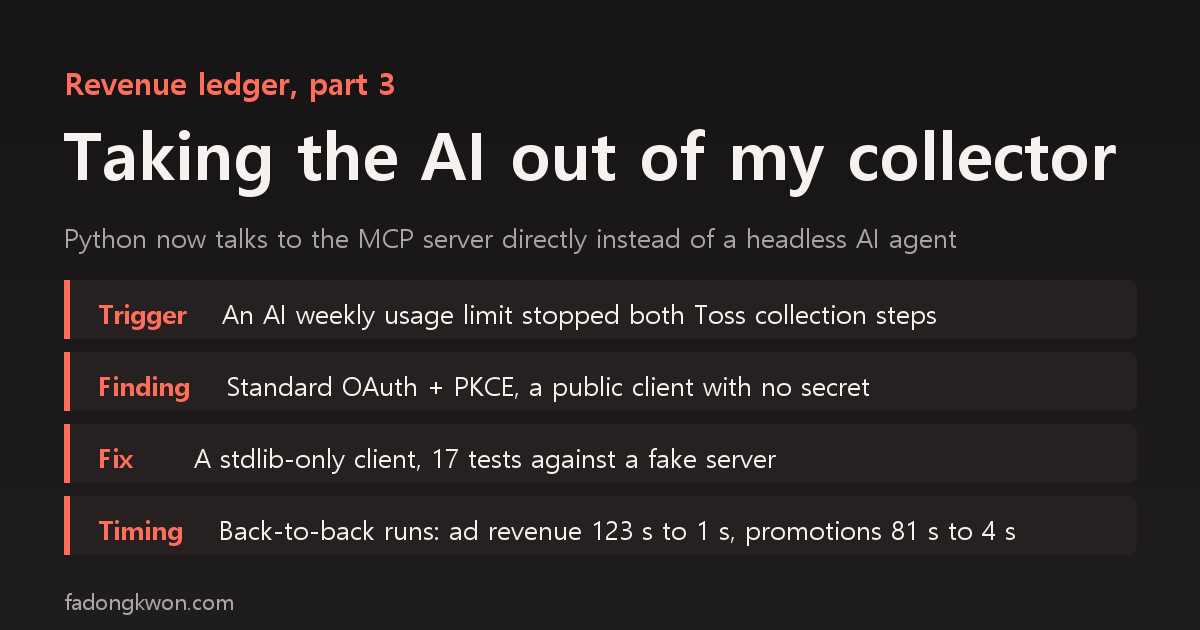 Revenue ledger, part 3
Taking the AI out of my collector
Python now talks to the MCP server directly instead of a headless AI agent
Trigger An AI weekly usage limit stopped both Toss collection steps
Finding Standard OAuth + PKCE, a public client with no secret
Fix A stdlib-only client, 17 tests against a fake server
Timing Back-to-back runs: ad revenue 123 s to 1 s, promotions 81 s to 4 s
fadongkwon.com